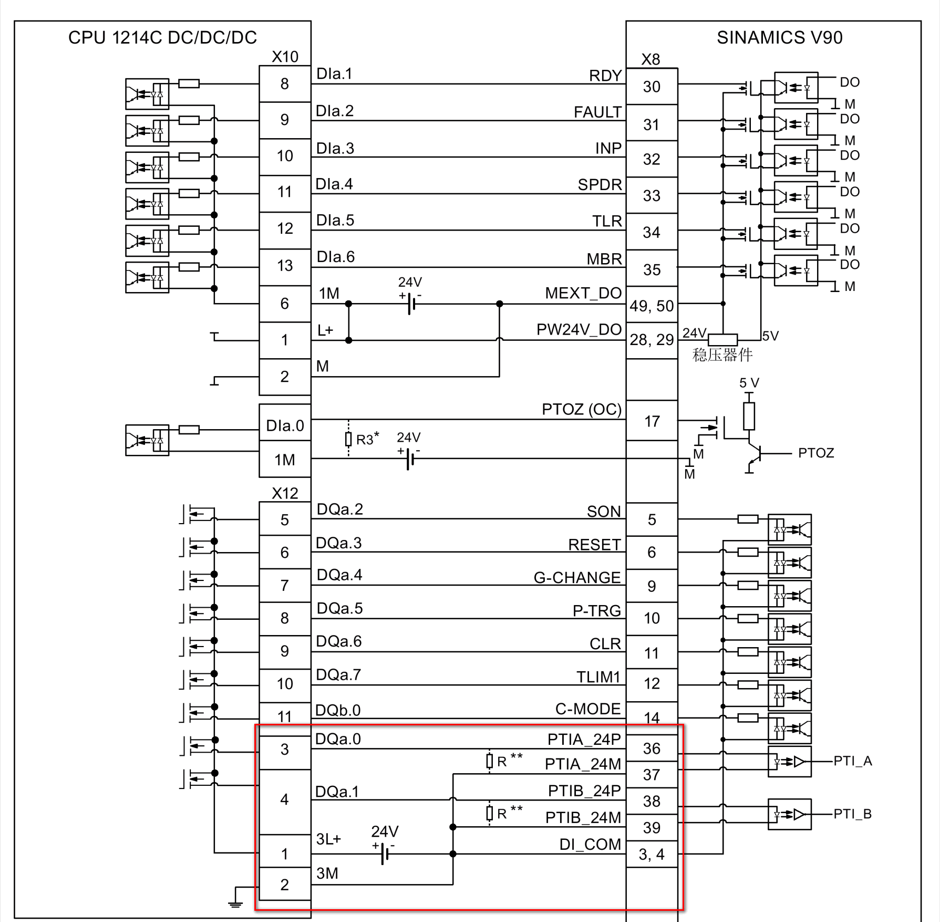 CPU 1214C DC/DC/DC SINAMICS V90
X10 X8
8 DIa.1 RDY 30 DO
M
9 DIa.2 FAULT 31 DO
M
10 DIa.3 INP 32 DO
M
11 DIa.4 SPDR 33 DO
M
12 DIa.5 TLR 34 DO
M
13 DIa.6 MBR 35 DO
M
24V
+ -
6 1M MEXT_DO 49, 50
1 L+ PW24V_DO 28, 29 24V 5V
稳压器件
2 M
5 V
DIa.0 PTOZ (OC) 17
R3* 24V
+ -
M PTOZ
1M M
X12
5 DQa.2 SON 5
6 DQa.3 RESET 6
7 DQa.4 G-CHANGE 9
8 DQa.5 P-TRG 10
9 DQa.6 CLR 11
10 DQa.7 TLIM1 12
11 DQb.0 C-MODE 14
3 DQa.0 PTIA_24P 36
R ** PTIA_24M 37 PTI_A
4 DQa.1 PTIB_24P 38
R ** PTIB_24M 39 PTI_B
24V
+ -
1 3L+ DI_COM 3, 4
2 3M